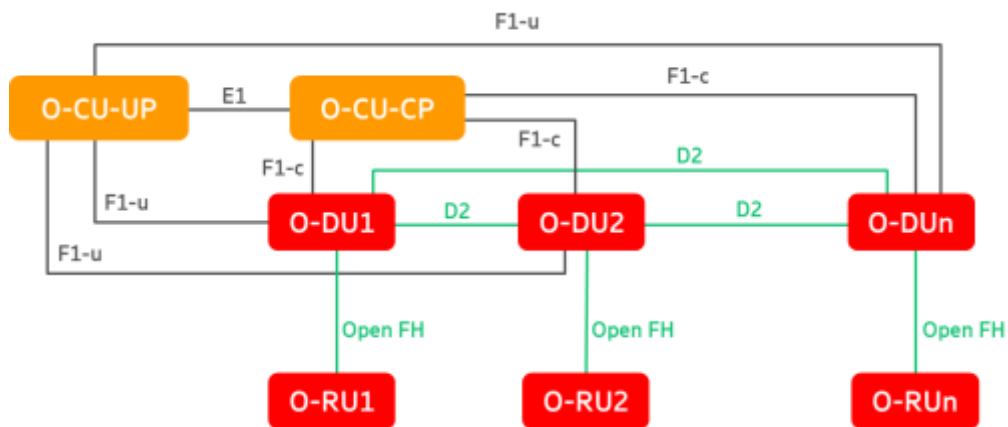 F1-u
F1-c
O-CU-UP
E1
O-CU-CP
F1-c
F1-c
D2
F1-u
O-DU1
D2
O-DU2
D2
O-DUn
F1-u
Open FH
Open FH
Open FH
O-RU1
O-RU2
O-RUn